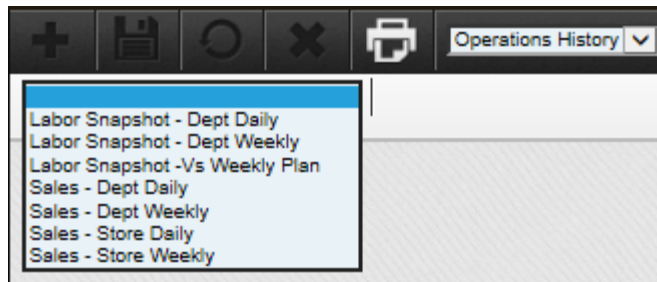 Operations History
Labor Snapshot - Dept Daily
Labor Snapshot - Dept Weekly
Labor Snapshot -Vs Weekly Plan
Sales - Dept Daily
Sales - Dept Weekly
Sales - Store Daily
Sales - Store Weekly